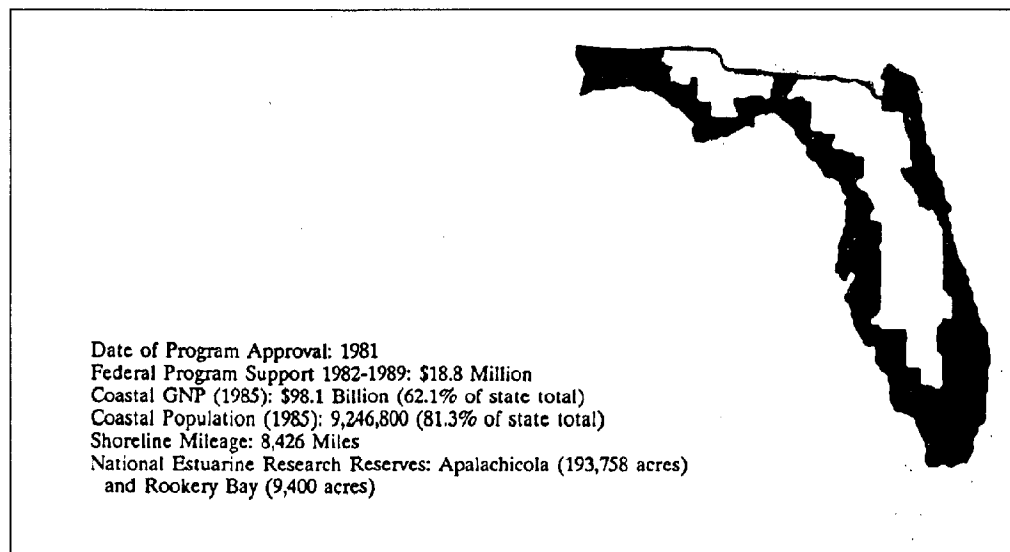 Date of Program Approval: 1981
Federal Program Support 1982-1989: $18.8 Million
Coastal GNP (1985): $98.1 Billion (62.1% of state total)
Coastal Population (1985): 9,246,800 (81.3% of state total)
Shoreline Mileage: 8,426 Miles
National Estuarine Research Reserves: Apalachicola (193,758 acres)
and Rookery Bay (9,400 acres)